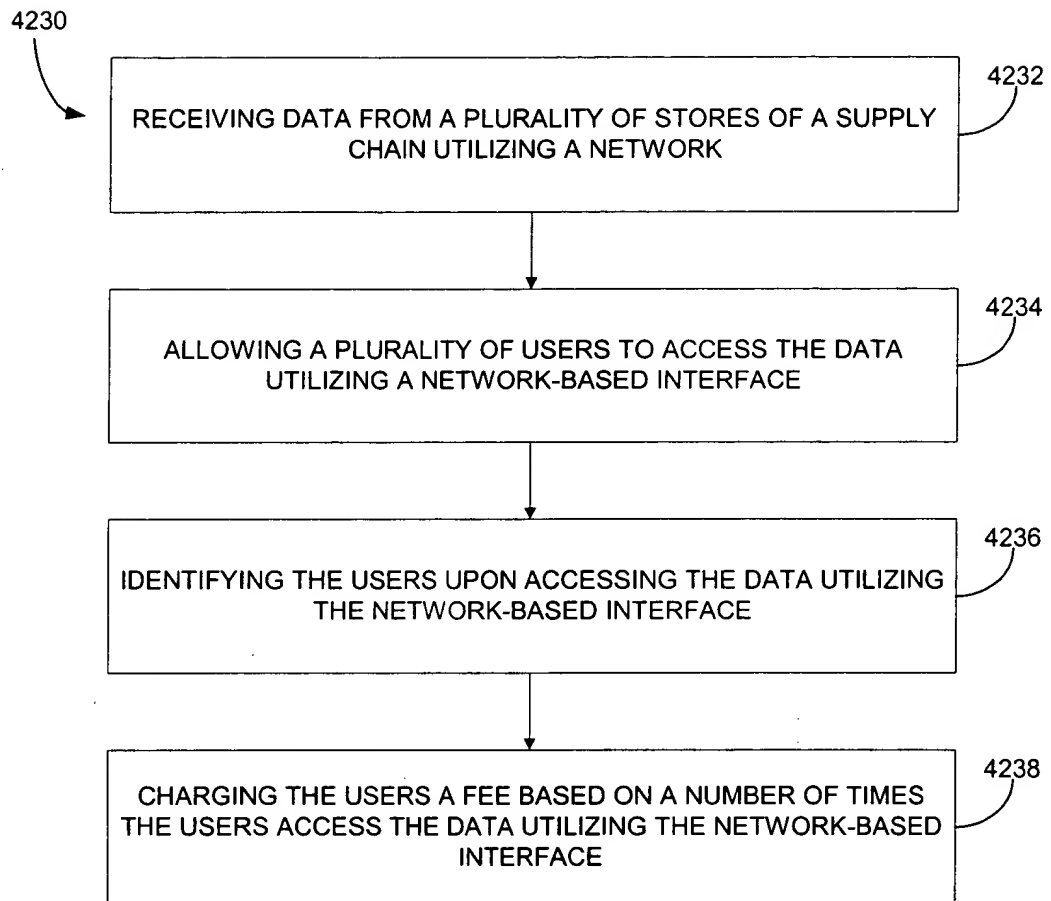 4230
4232
RECEIVING DATA FROM A PLURALITY OF STORES OF A SUPPLY
CHAIN UTILIZING A NETWORK
4234
ALLOWING A PLURALITY OF USERS TO ACCESS THE DATA
UTILIZING A NETWORK-BASED INTERFACE
4236
IDENTIFYING THE USERS UPON ACCESSING THE DATA UTILIZING
THE NETWORK-BASED INTERFACE
4238
CHARGING THE USERS A FEE BASED ON A NUMBER OF TIMES
THE USERS ACCESS THE DATA UTILIZING THE NETWORK-BASED
INTERFACE